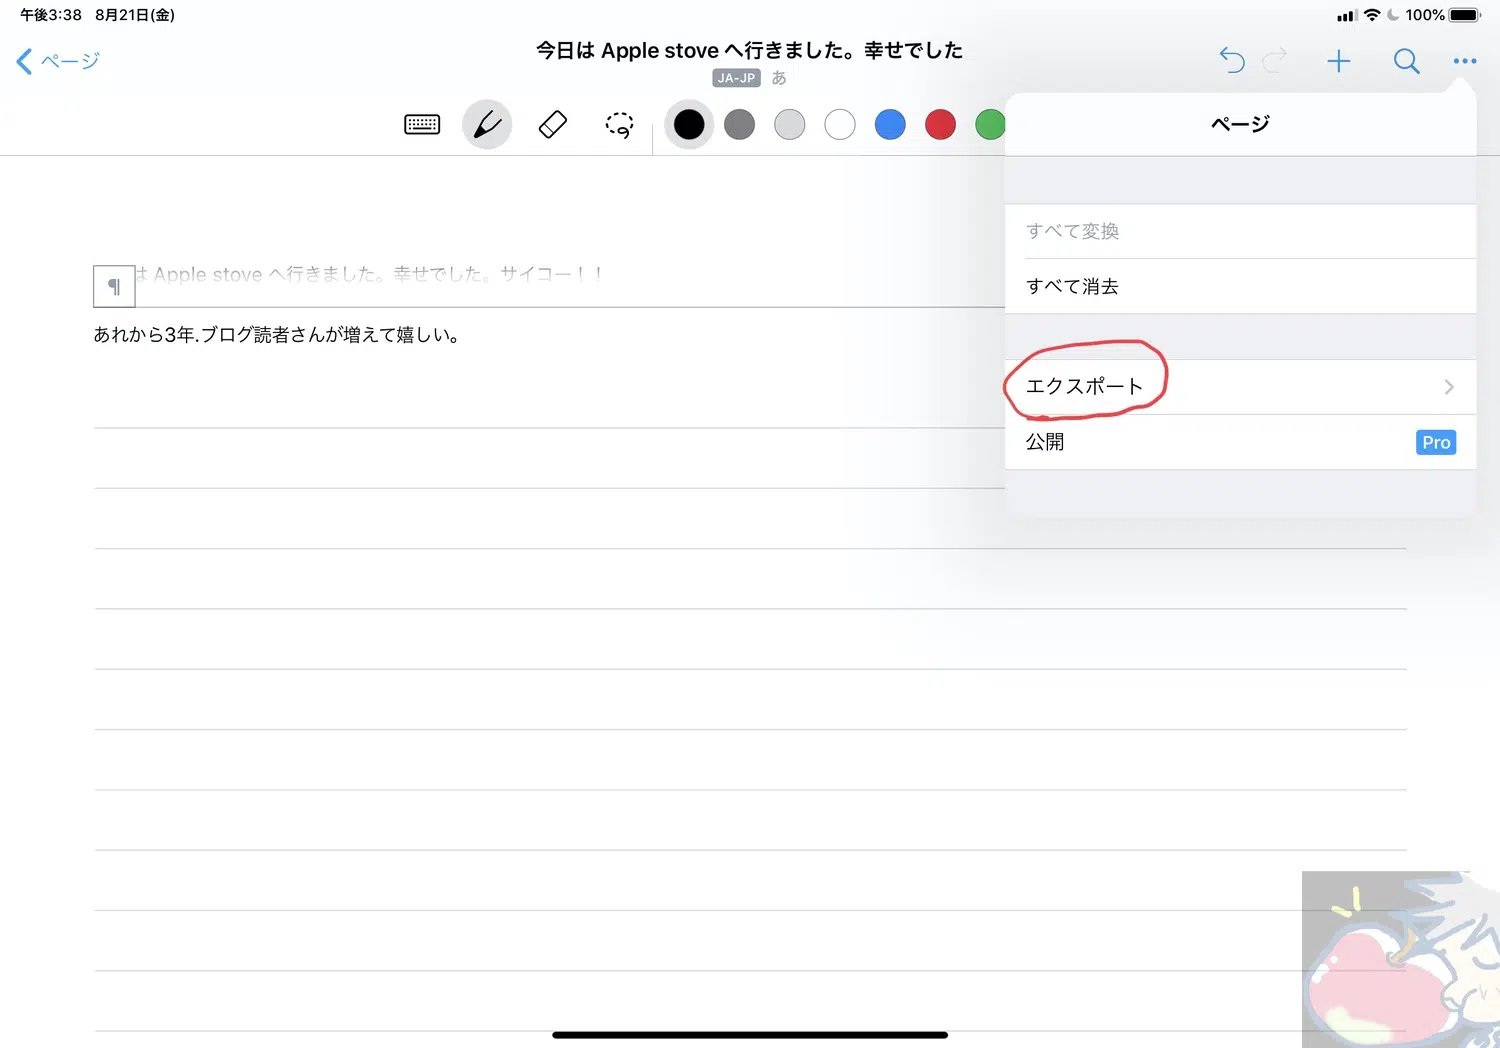 午後3:38 8月21日(金) 100%
ページ
今日は Apple stove へ行きました。幸せでした
JA-JP あ
ページ
すべて変換
すべて消去
エクスポート
公開 Pro
¶ は Apple stove へ行きました。幸せでした。サイコー！！
あれから3年.ブログ読者さんが増えて嬉しい。